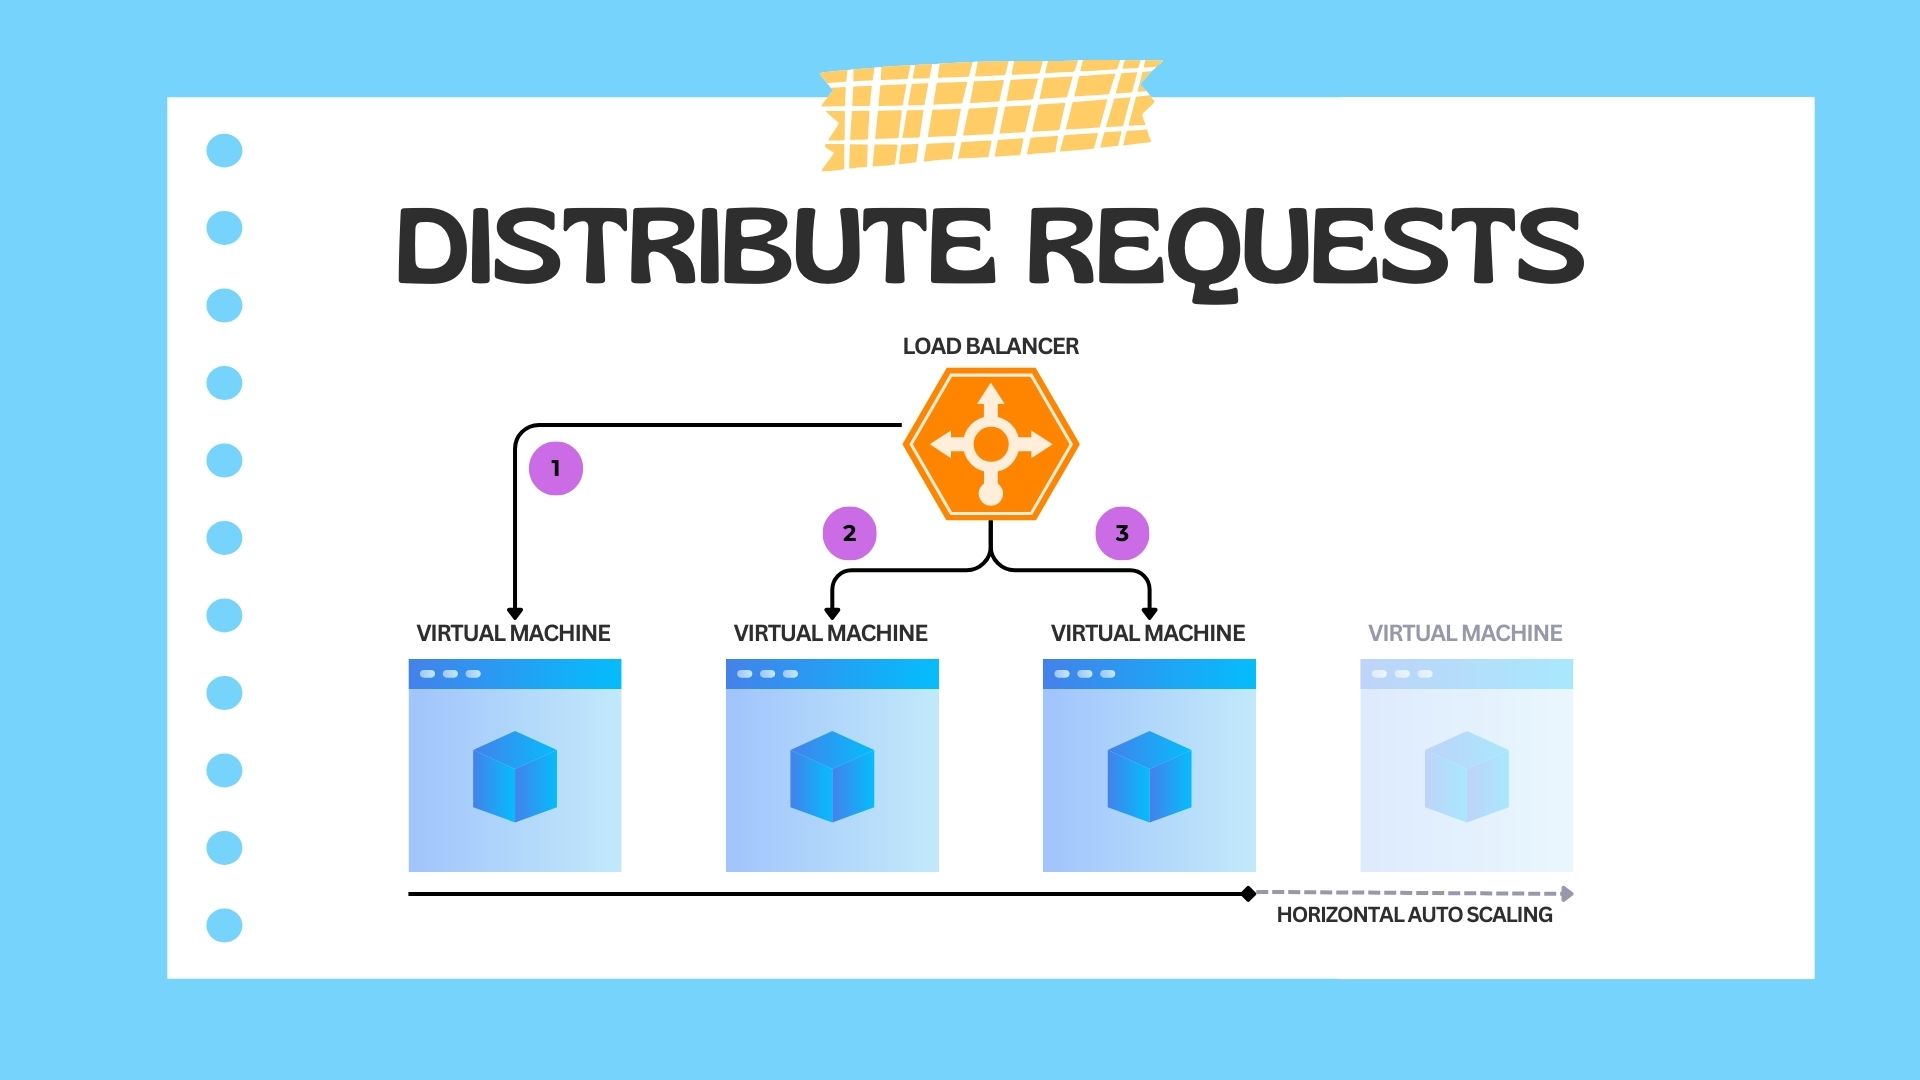 DISTRIBUTE REQUESTS
LOAD BALANCER
1
2
3
VIRTUAL MACHINE
VIRTUAL MACHINE
VIRTUAL MACHINE
VIRTUAL MACHINE
HORIZONTAL AUTO SCALING